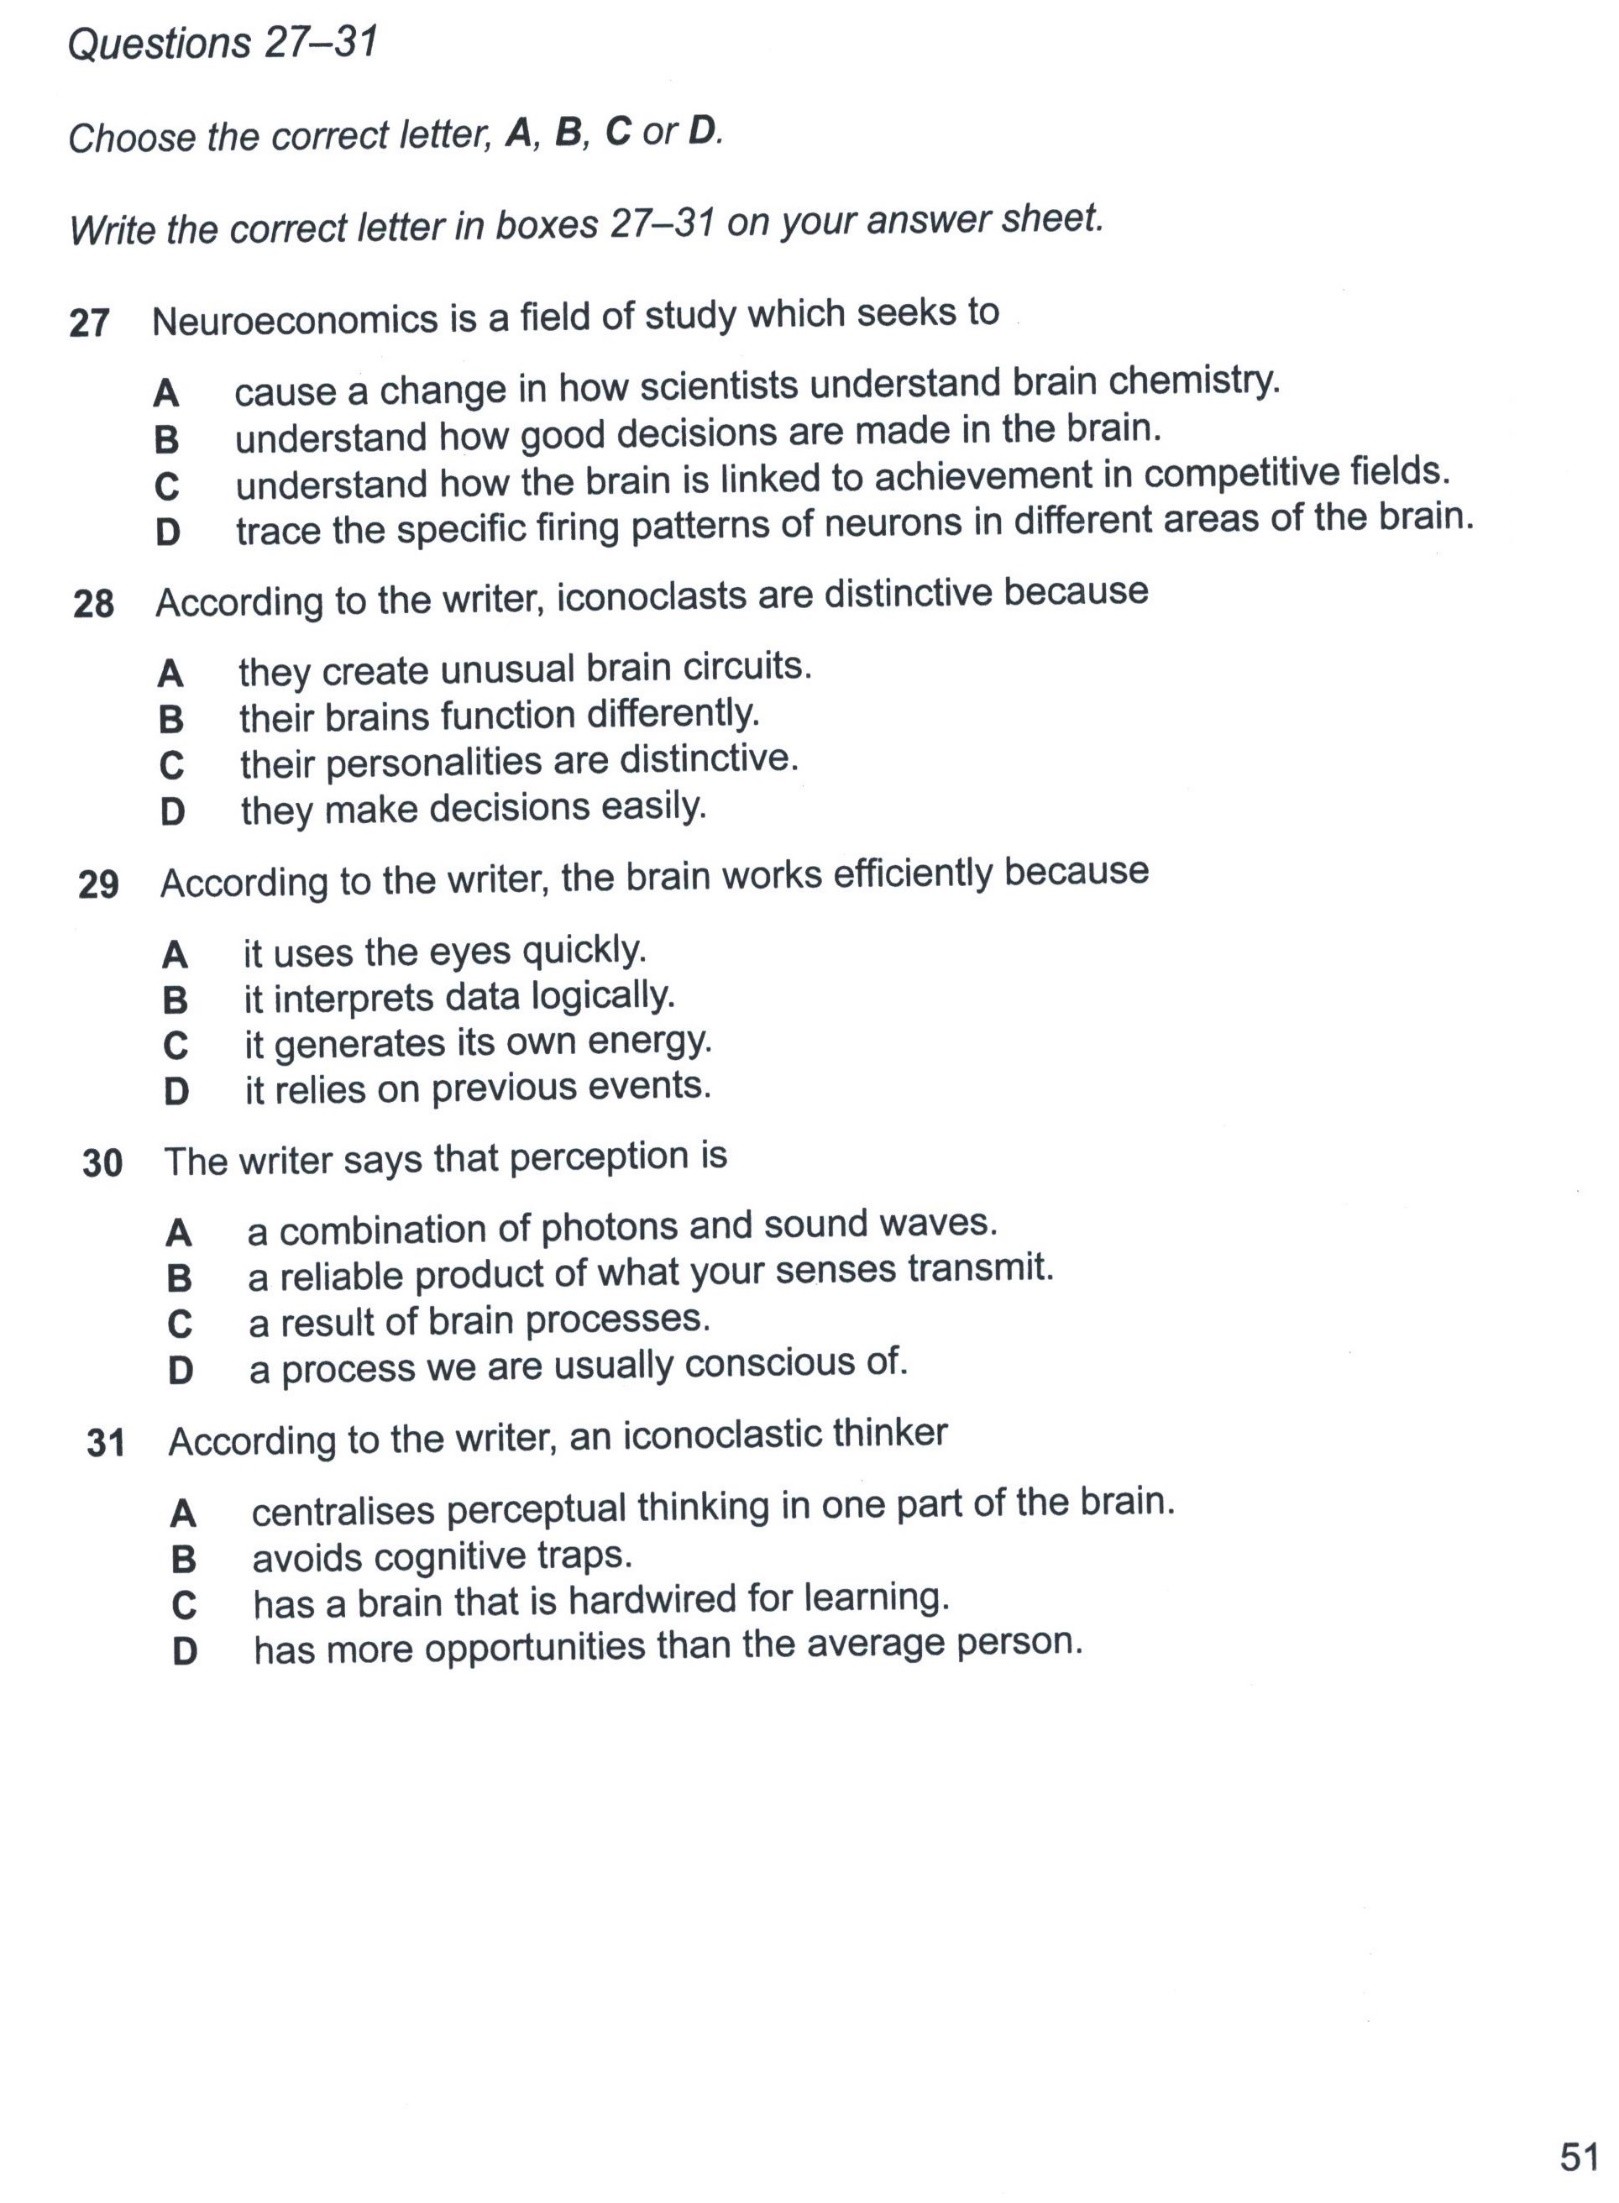 Questions 27–31
Choose the correct letter, A, B, C or D.
Write the correct letter in boxes 27–31 on your answer sheet.
27 Neuroeconomics is a field of study which seeks to
A cause a change in how scientists understand brain chemistry.
B understand how good decisions are made in the brain.
C understand how the brain is linked to achievement in competitive fields.
D trace the specific firing patterns of neurons in different areas of the brain.
28 According to the writer, iconoclasts are distinctive because
A they create unusual brain circuits.
B their brains function differently.
C their personalities are distinctive.
D they make decisions easily.
29 According to the writer, the brain works efficiently because
A it uses the eyes quickly.
B it interprets data logically.
C it generates its own energy.
D it relies on previous events.
30 The writer says that perception is
A a combination of photons and sound waves.
B a reliable product of what your senses transmit.
C a result of brain processes.
D a process we are usually conscious of.
31 According to the writer, an iconoclastic thinker
A centralises perceptual thinking in one part of the brain.
B avoids cognitive traps.
C has a brain that is hardwired for learning.
D has more opportunities than the average person.
51